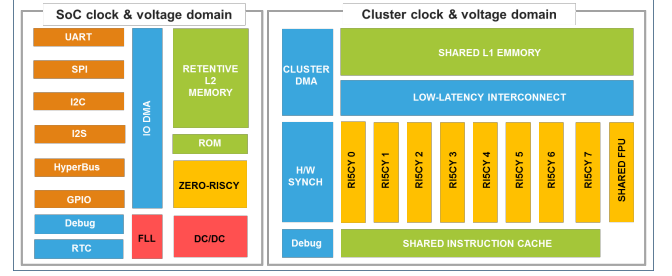 SoC clock & voltage domain
UART
SPI
I2C
I2S
HyperBus
GPIO
Debug
RTC
IO DMA
FLL
RETENTIVE
L2
MEMORY
ROM
ZERO-RISCY
DC/DC
Cluster clock & voltage domain
CLUSTER
DMA
SHARED L1 EMMORY
LOW-LATENCY INTERCONNECT
H/W
SYNCH
RI5CY 0
RI5CY 1
RI5CY 2
RI5CY 3
RI5CY 4
RI5CY 5
RI5CY 6
RI5CY 7
SHARED FPU
Debug
SHARED INSTRUCTION CACHE